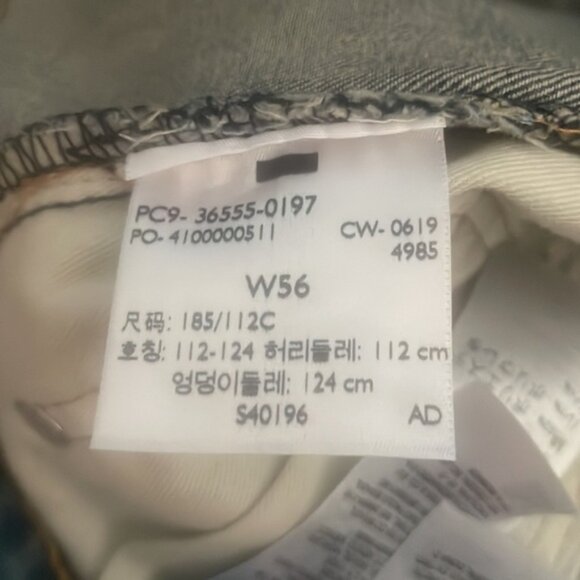 PC9- 36555-0197
PO- 4100000511 CW- 0619
4985
W56
尺码: 185/112C
호칭: 112-124 허리둘레: 112 cm
엉덩이둘레: 124 cm
S40196 AD